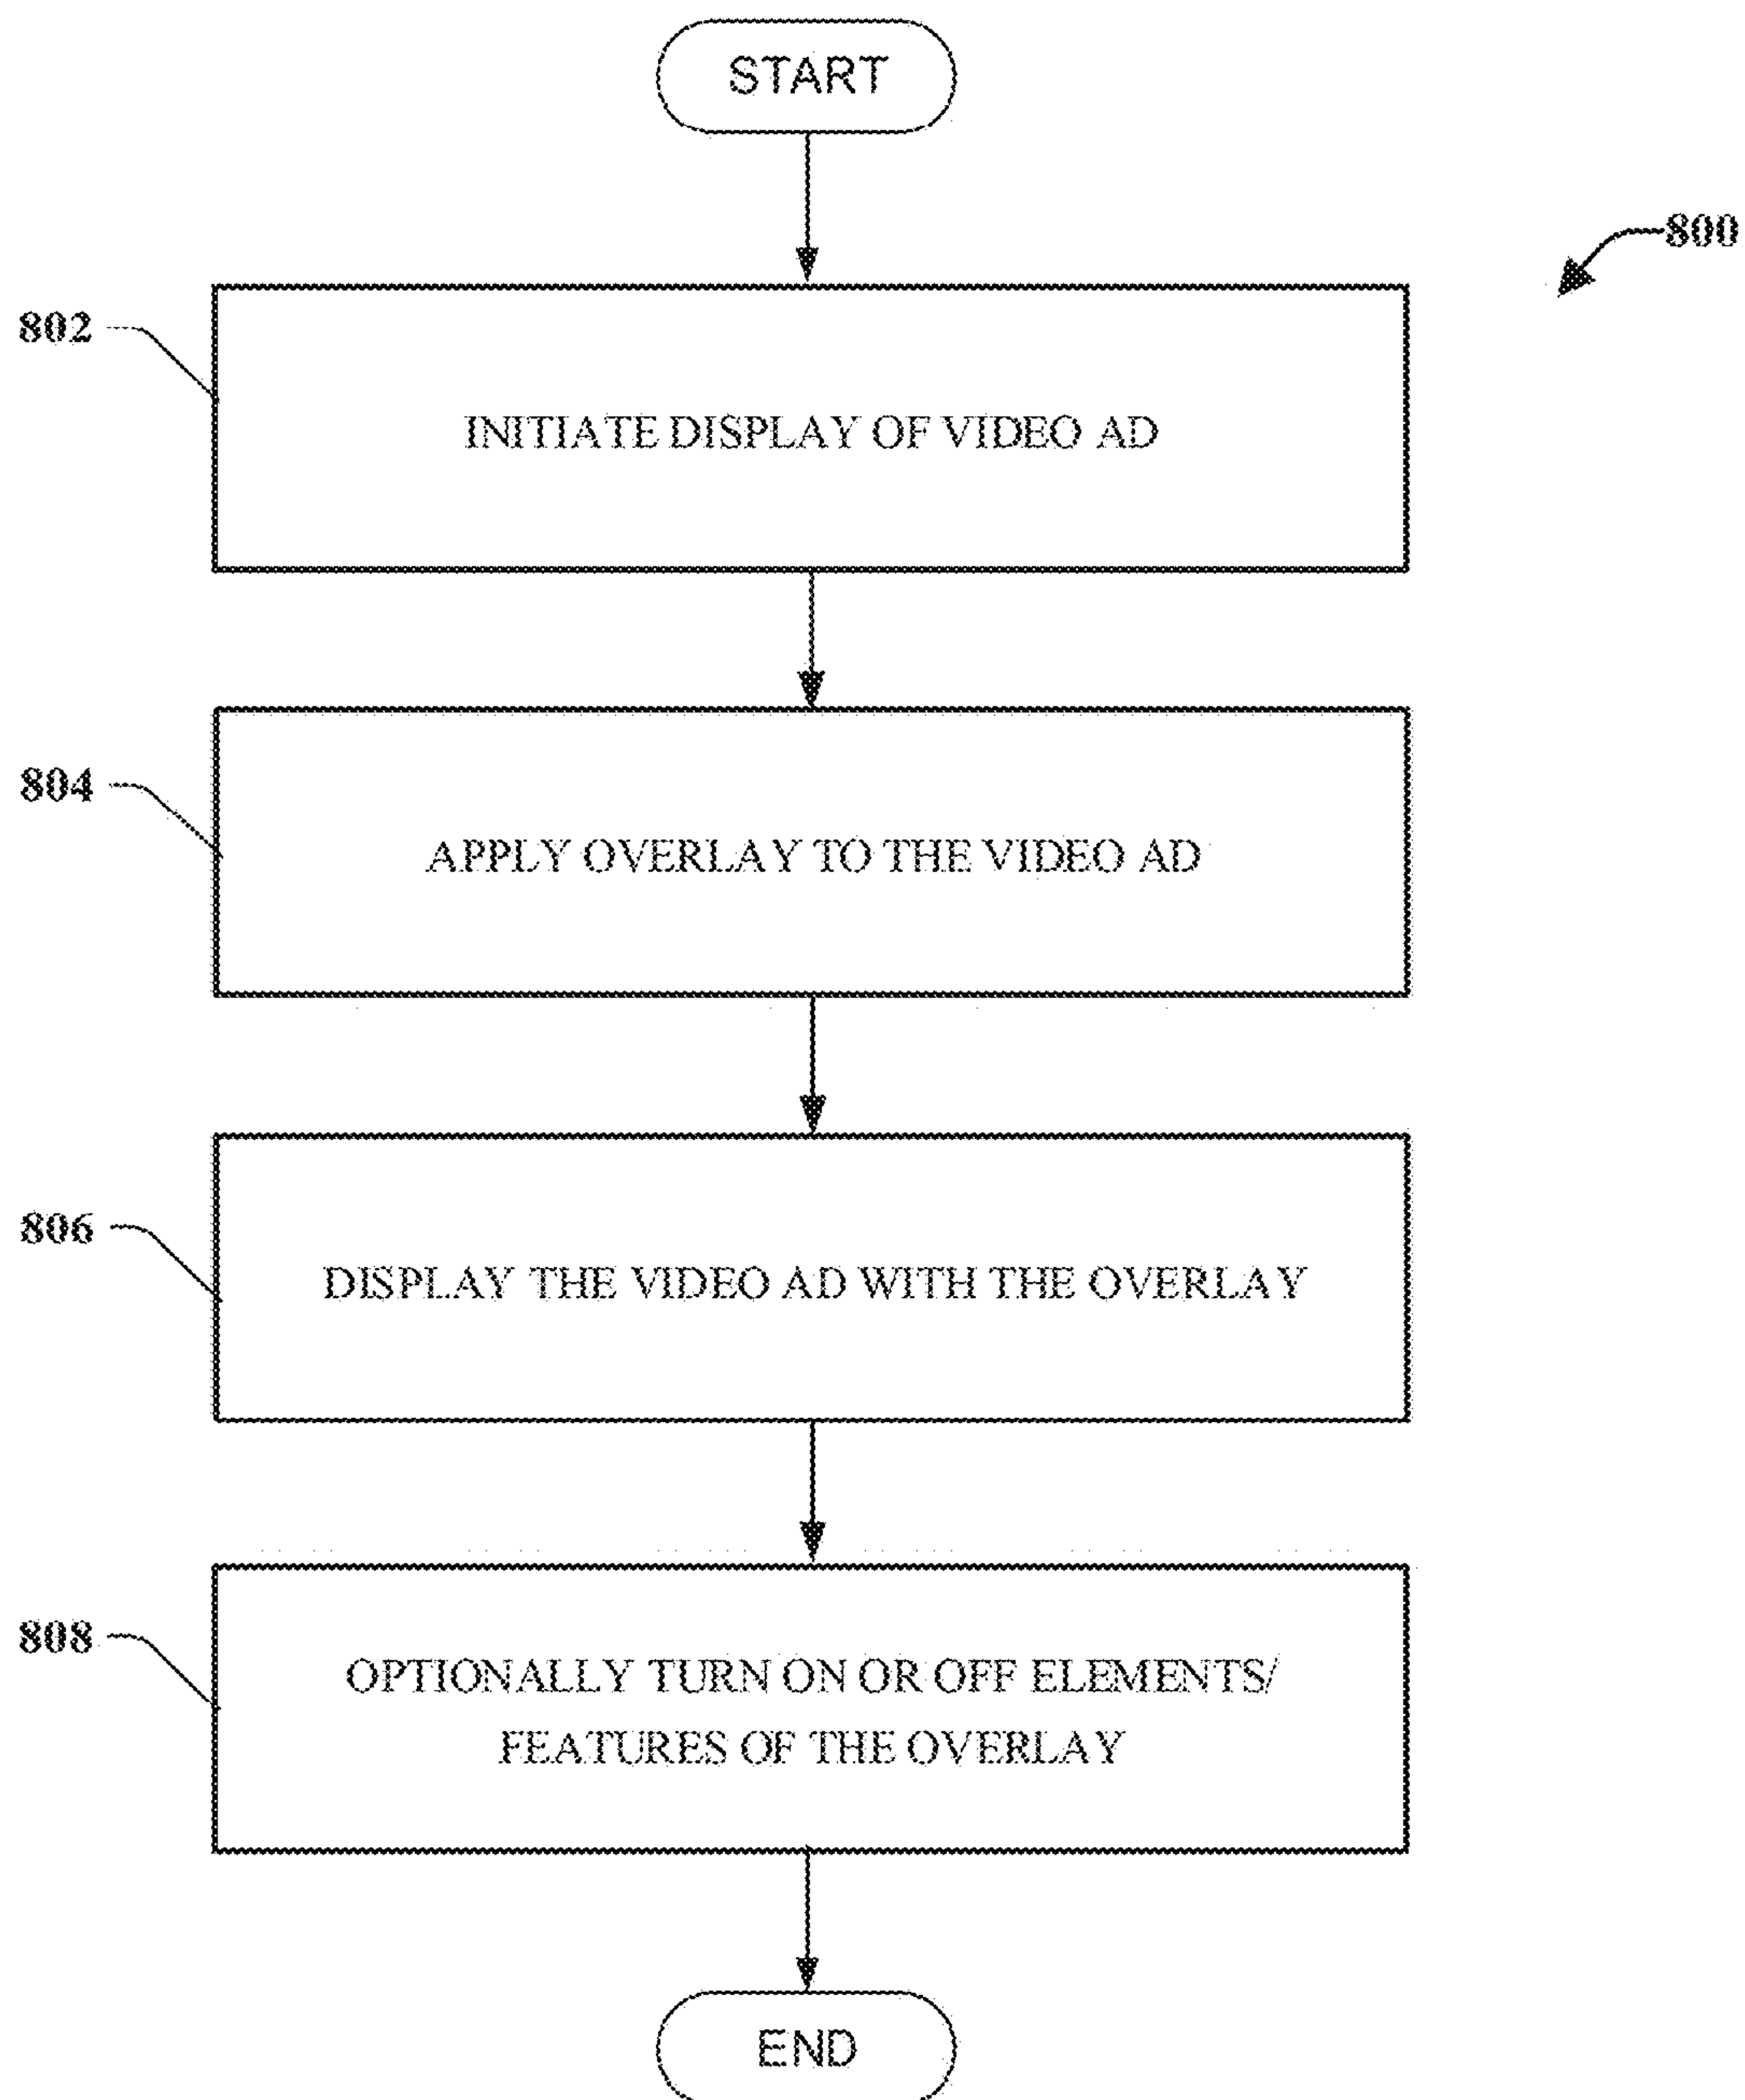 START
800
802
INITIATE DISPLAY OF VIDEO AD
804
APPLY OVERLAY TO THE VIDEO AD
806
DISPLAY THE VIDEO AD WITH THE OVERLAY
808
OPTIONALLY TURN ON OR OFF ELEMENTS/
FEATURES OF THE OVERLAY
END